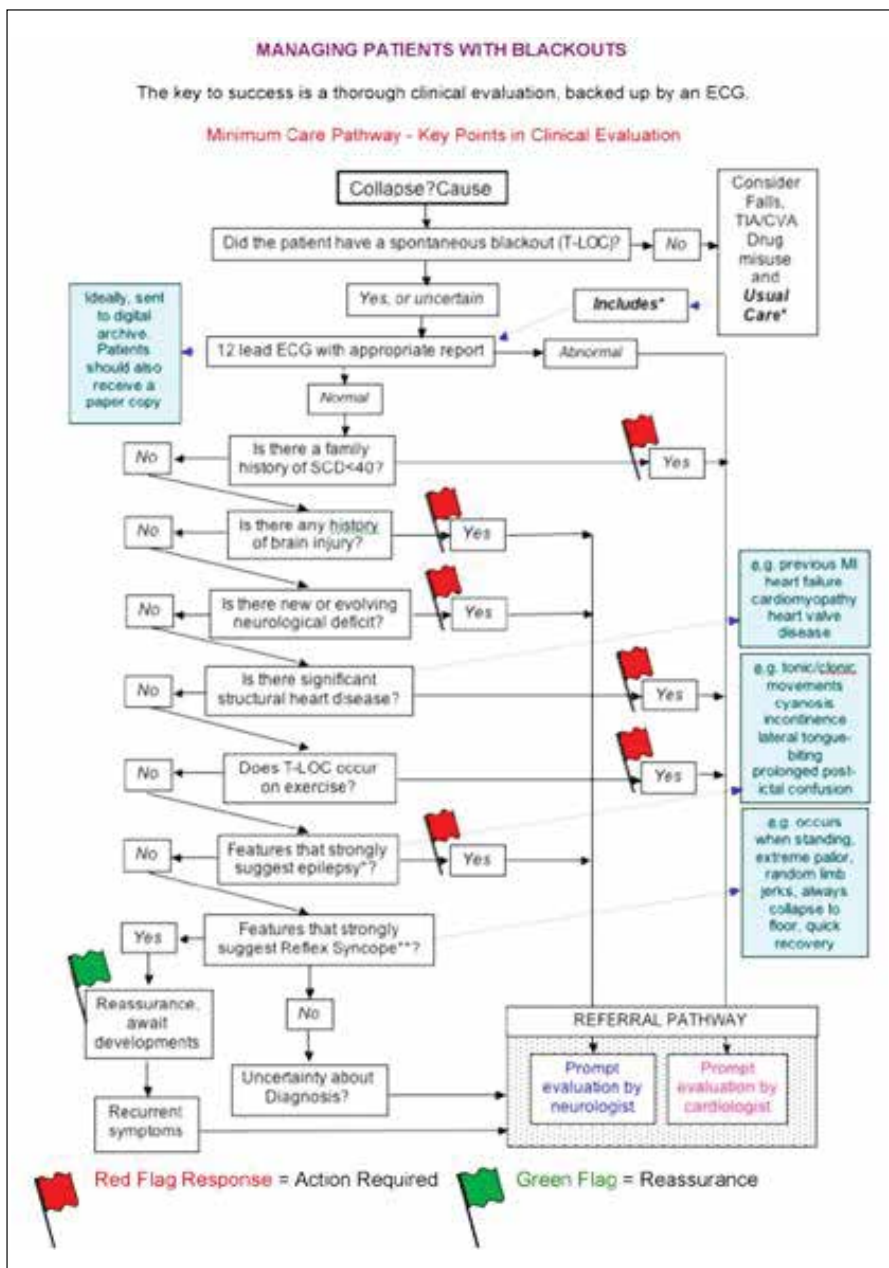 MANAGING PATIENTS WITH BLACKOUTS
The key to success is a thorough clinical evaluation, backed up by an ECG.
Minimum Care Pathway - Key Points in Clinical Evaluation
Collapse?Cause
Did the patient have a spontaneous blackout (T-LOC)?
No
Consider
Falls,
TIA/CVA
Drug
misuse
and
Usual
Care*
Yes, or uncertain
Includes*
Ideally, sent
to digital
archive.
Patients
should also
receive a
paper copy
12 lead ECG with appropriate report
Abnormal
Normal
No
Is there a family
history of SCD<40?
Yes
No
Is there any history
of brain injury?
Yes
No
Is there new or evolving
neurological deficit?
Yes
e.g. previous MI
heart failure
cardiomyopathy
heart valve
disease
No
Is there significant
structural heart disease?
Yes
e.g. tonic/clonic
movements
cyanosis
incontinence
lateral tongue-
biting
prolonged post-
ictal confusion
No
Does T-LOC occur
on exercise?
Yes
No
Features that strongly
suggest epilepsy*?
Yes
e.g. occurs
when standing,
extreme pallor,
random limb
jerks, always
collapse to
floor, quick
recovery
Yes
Features that strongly
suggest Reflex Syncope**?
Reassurance,
await
developments
No
REFERRAL PATHWAY
Uncertainty about
Diagnosis?
Prompt
evaluation by
neurologist
Prompt
evaluation by
cardiologist
Recurrent
symptoms
Red Flag Response = Action Required
Green Flag = Reassurance